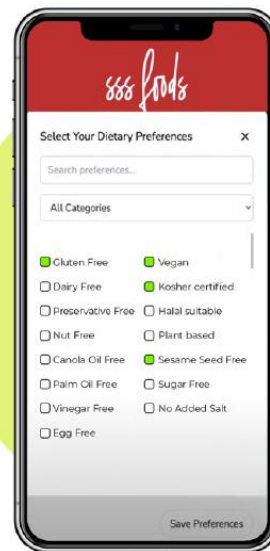 sss foods
Select Your Dietary Preferences X
Search preferences...
All Categories
Gluten Free Vegan
Dairy Free Kosher certified
Preservative Free Halal suitable
Nut Free Plant based
Canola Oil Free Sesame Seed Free
Palm Oil Free Sugar Free
Vinegar Free No Added Salt
Egg Free
Save Preferences